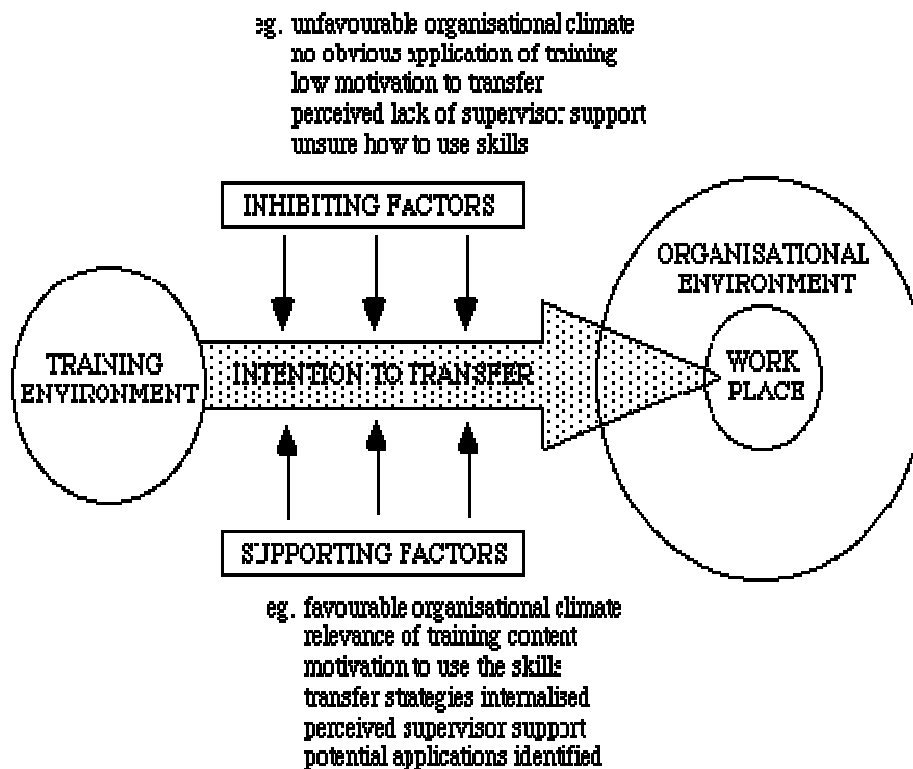 eg. unfavourable organisational climate
no obvious application of training
low motivation to transfer
perceived lack of supervisor support
unsure how to use skills
INHIBITING FACTORS
ORGANISATIONAL
ENVIRONMENT
TRAINING
ENVIRONMENT
INTENTION TO TRANSFER
WORK
PLACE
SUPPORTING FACTORS
eg. favourable organisational climate
relevance of training content
motivation to use the skills
transfer strategies internalised
perceived supervisor support
potential applications identified